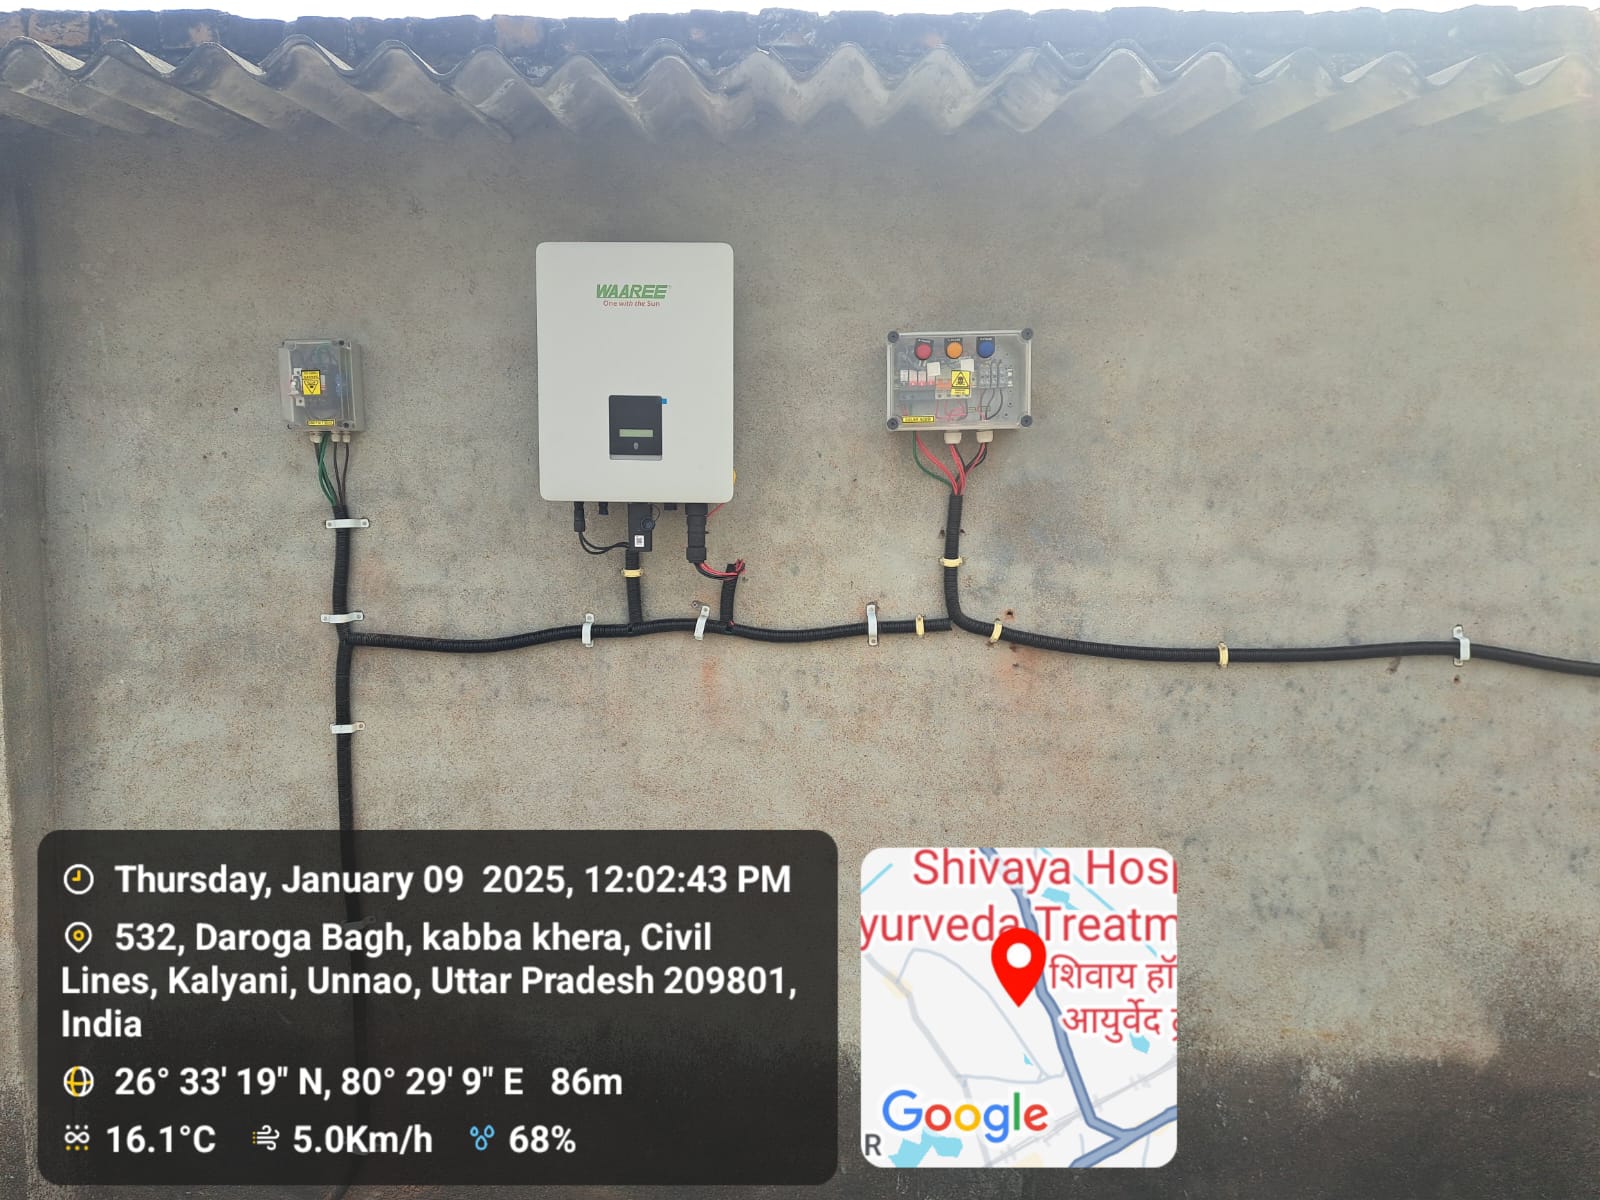 WAAREE
One with the Sun
Thursday, January 09 2025, 12:02:43 PM
532, Daroga Bagh, kabba khera, Civil
Lines, Kalyani, Unnao, Uttar Pradesh 209801,
India
26° 33' 19" N, 80° 29' 9" E 86m
16.1°C 5.0Km/h 68%
Shivaya Hosp
yurveda Treatm
शिवाय हॉ
आयुर्वेद
Google
R